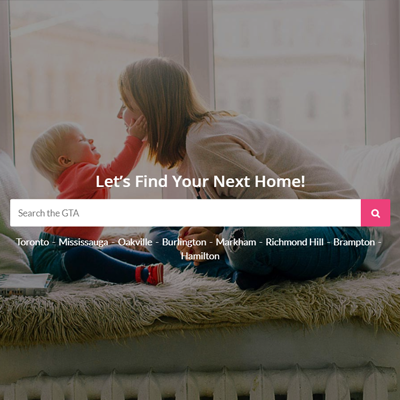 Let's Find Your Next Home!
Search the GTA
Toronto - Mississauga - Oakville - Burlington - Markham - Richmond Hill - Brampton -
Hamilton